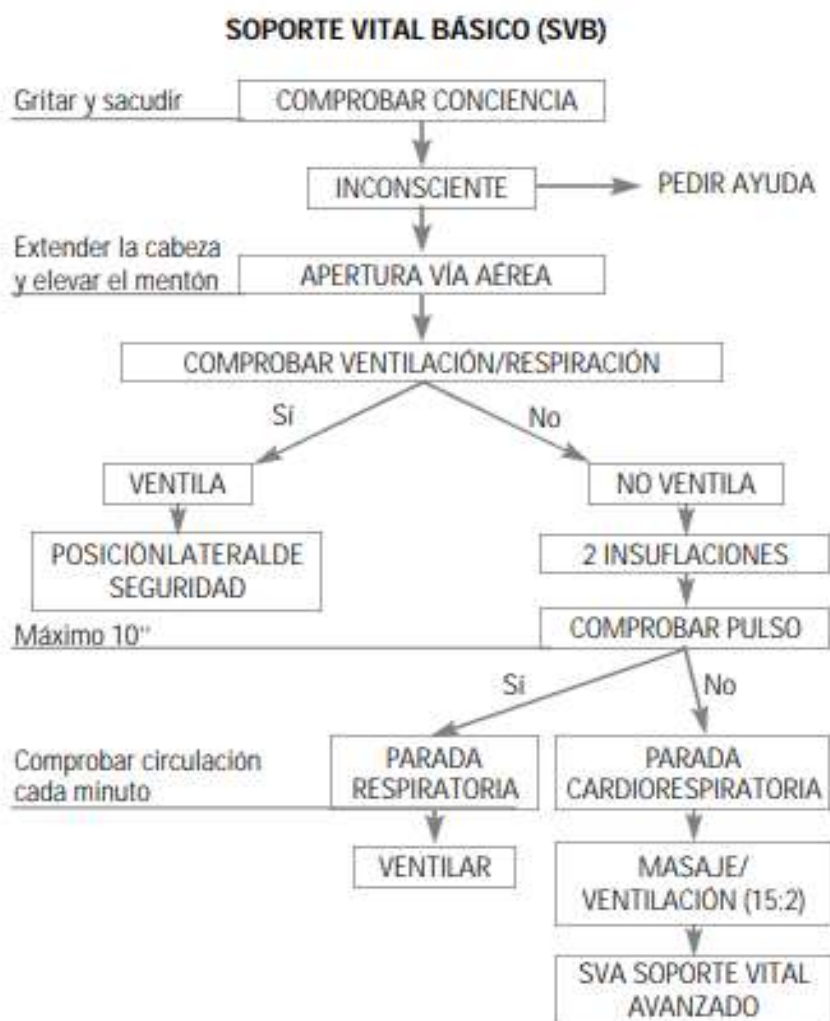 SOPORTE VITAL BÁSICO (SVB)
Gritar y sacudir
COMPROBAR CONCIENCIA
INCONSCIENTE
PEDIR AYUDA
Extender la cabeza
y elevar el mentón
APERTURA VÍA AÉREA
COMPROBAR VENTILACIÓN/RESPIRACIÓN
Sí
No
VENTILA
NO VENTILA
POSICIÓNLATERALDE
SEGURIDAD
2 INSUFLACIONES
Máximo 10"
COMPROBAR PULSO
Sí
No
Comprobar circulación
cada minuto
PARADA
RESPIRATORIA
PARADA
CARDIORESPIRATORIA
VENTILAR
MASAJE/
VENTILACIÓN (15:2)
SVA SOPORTE VITAL
AVANZADO